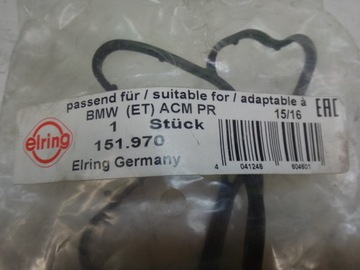 passend für / suitable for / adaptable à
BMW (ET) ACM PR 15/16 EAC
1 Stück
elring
151.970
Elring Germany
4 041248 604601